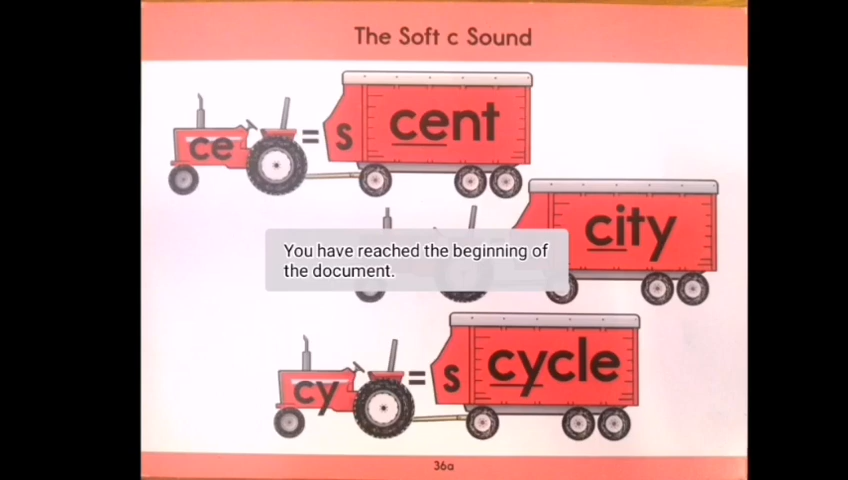 The Soft c Sound
ce = s cent
city
You have reached the beginning of
the document.
cy = s cycle
36a